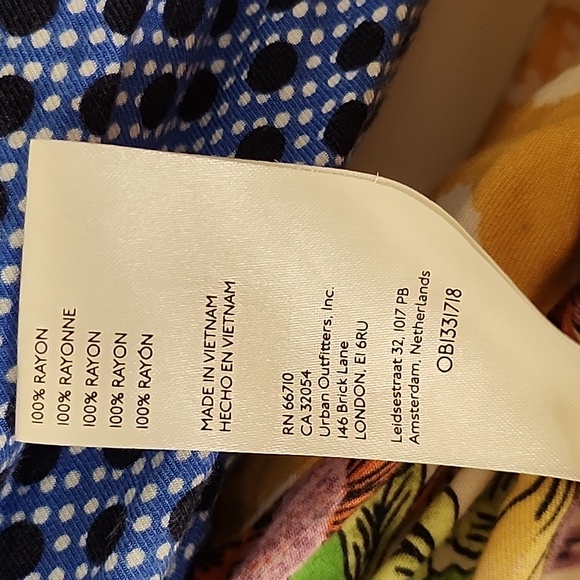 100% RAYON
100% RAYONNE
100% RAYON
100% RAYON
100% RAYÓN
MADE IN VIETNAM
HECHO EN VIETNAM
RN 66710
CA 32054
Urban Outfitters, Inc.
146 Brick Lane
LONDON, E1 6RU
Leidsestraat 32, 1017 PB
Amsterdam, Netherlands
OB1331718